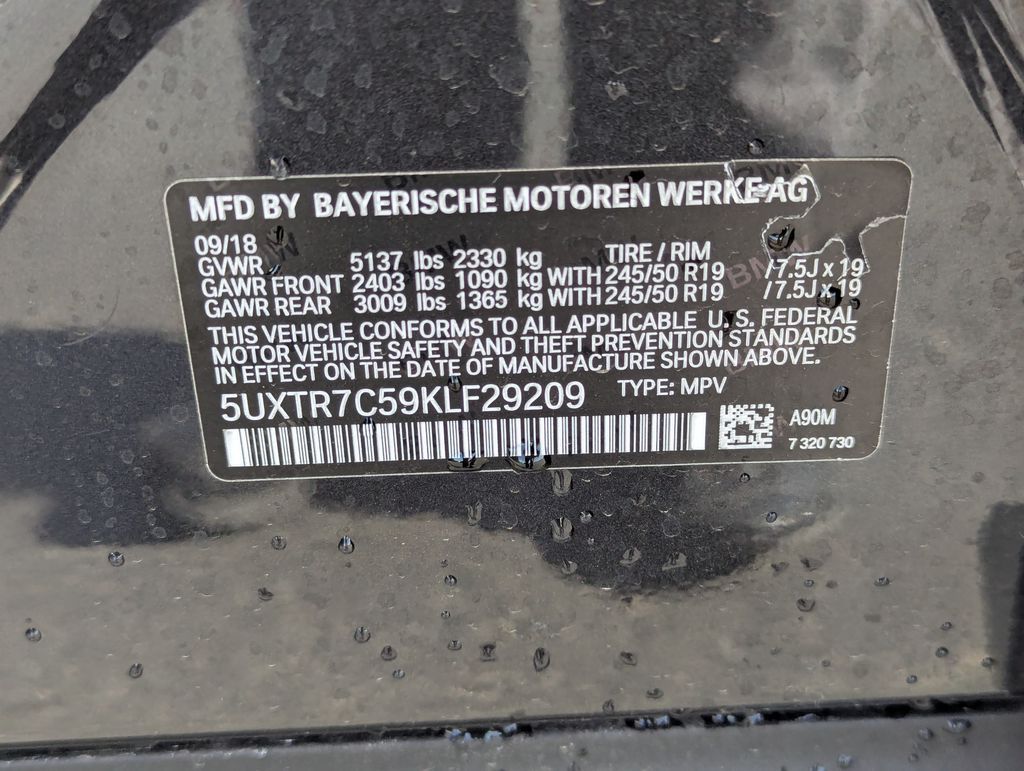 MFD BY BAYERISCHE MOTOREN WERKE AG
09/18 TIRE / RIM
GVWR 5137 lbs 2330 kg
GAWR FRONT 2403 lbs 1090 kg WITH 245/50 R19 /7.5J x 19
GAWR REAR 3009 lbs 1365 kg WITH 245/50 R19 /7.5J x 19
THIS VEHICLE CONFORMS TO ALL APPLICABLE U.S. FEDERAL
MOTOR VEHICLE SAFETY AND THEFT PREVENTION STANDARDS
IN EFFECT ON THE DATE OF MANUFACTURE SHOWN ABOVE.
5UXTR7C59KLF29209 TYPE: MPV
A90M
7 320 730